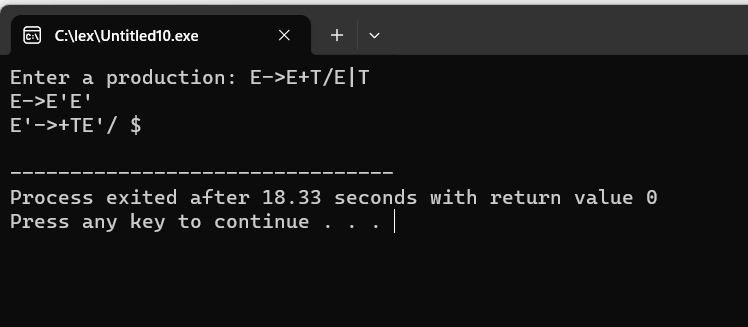 C:\lex\Untitled10.exe
Enter a production: E->E+T/E|T
E->E'E'
E'->+TE'/ $
--------------------------------
Process exited after 18.33 seconds with return value 0
Press any key to continue . . .